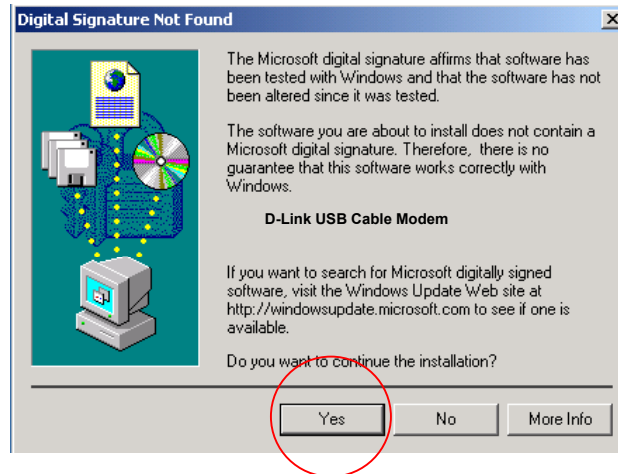 Digital Signature Not Found
The Microsoft digital signature affirms that software has
been tested with Windows and that the software has not
been altered since it was tested.
The software you are about to install does not contain a
Microsoft digital signature. Therefore, there is no
guarantee that this software works correctly with
Windows.
D-Link USB Cable Modem
If you want to search for Microsoft digitally signed
software, visit the Windows Update Web site at
http://windowsupdate.microsoft.com to see if one is
available.
Do you want to continue the installation?
Yes No More Info